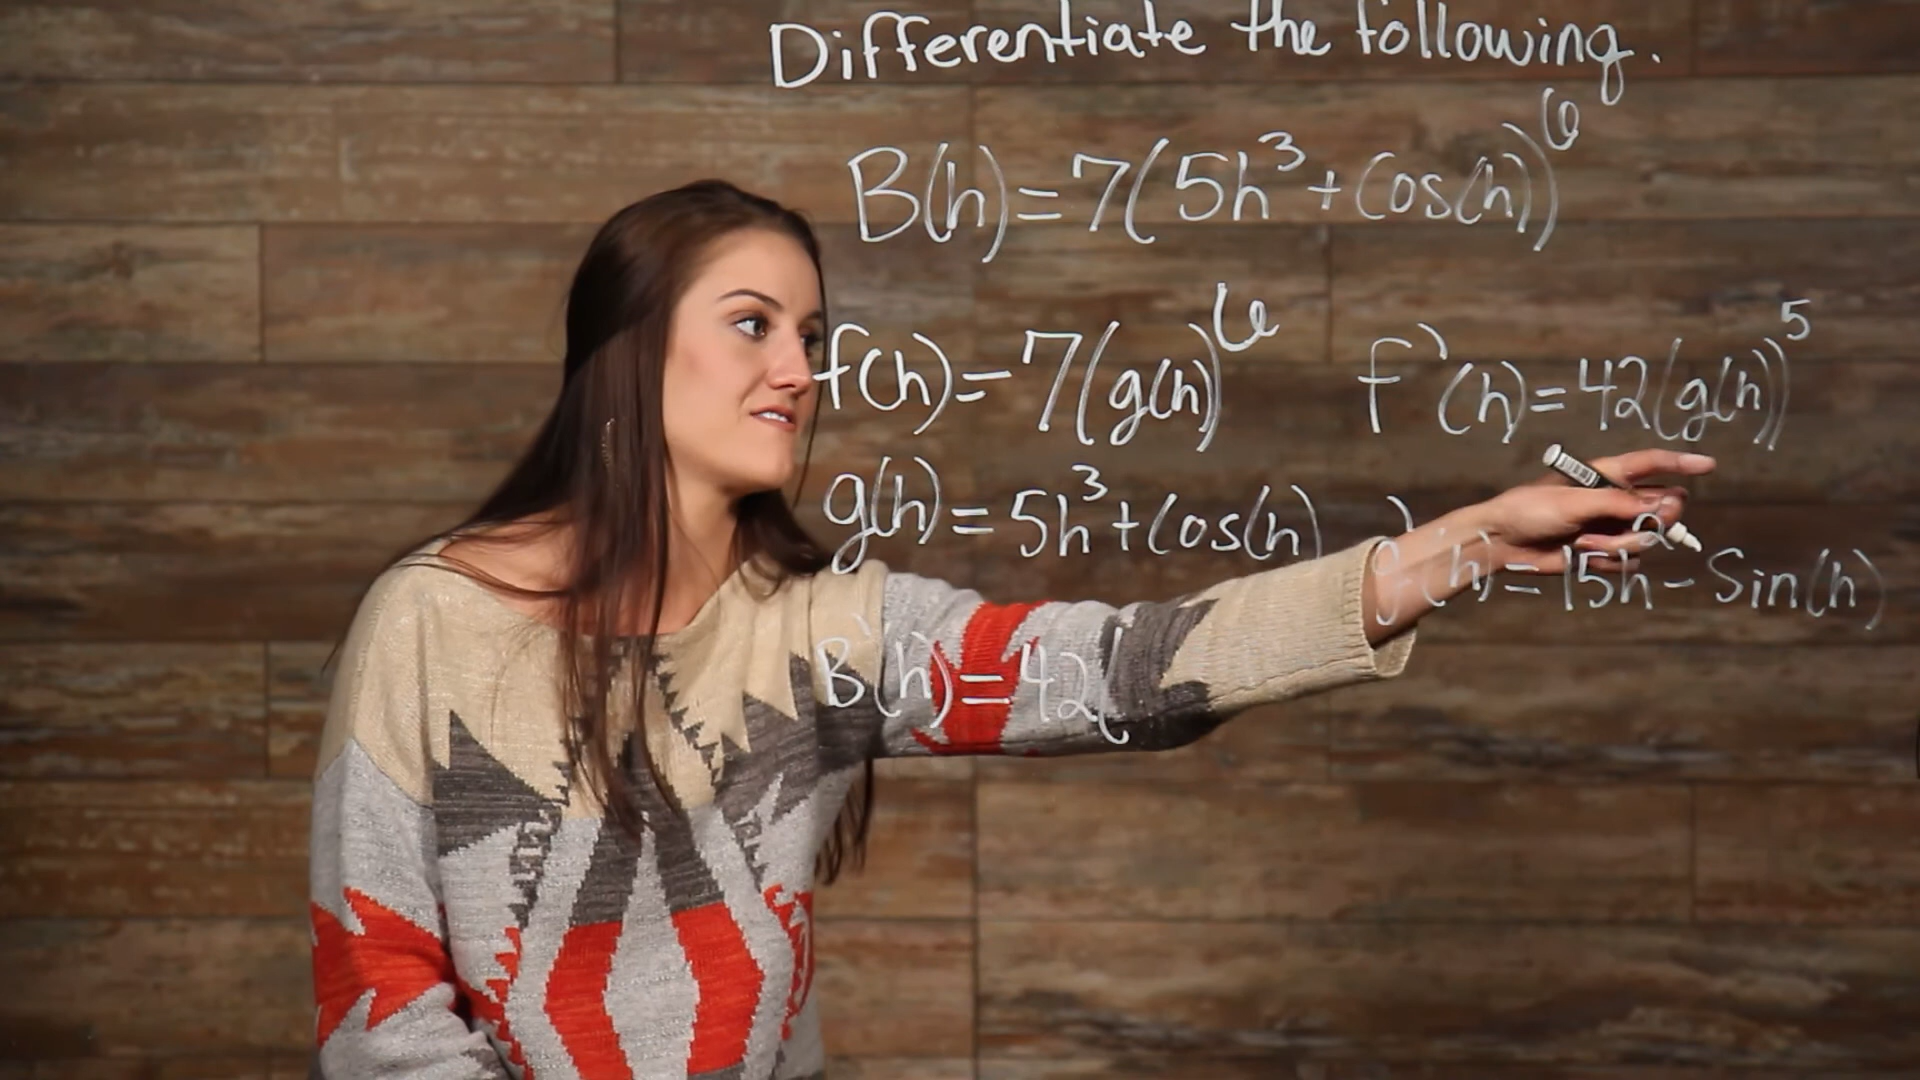 Differentiate the following.
B(h)=7(5h³+Cos(h))⁶
f(h)=7(g(h))⁶ f'(h)=42(g(h))⁵
g(h)=5h³+Cos(h) g'(h)=15h²-Sin(h)
B'(h)=42(